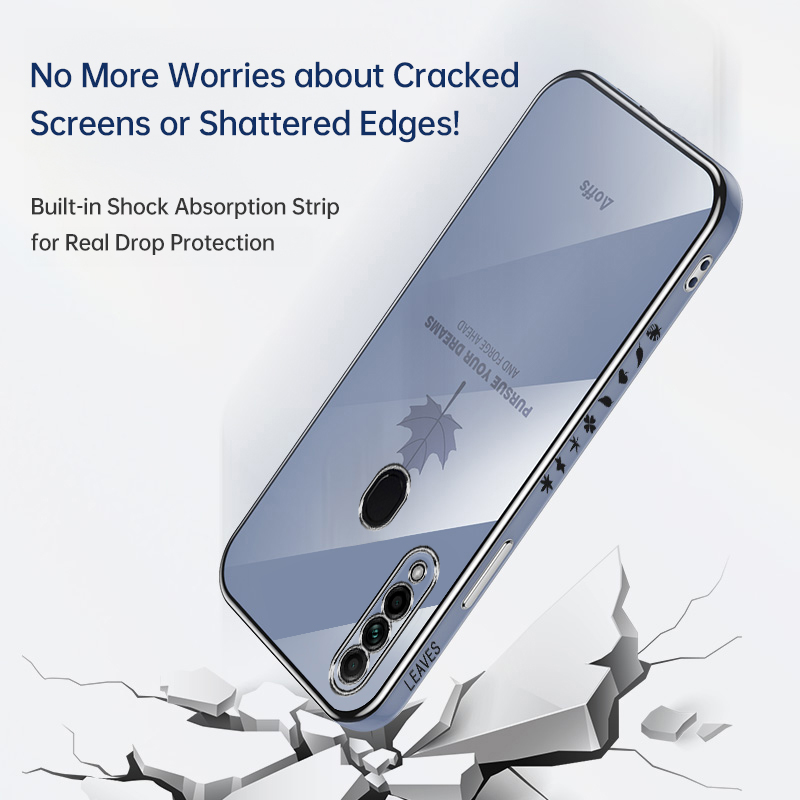 No More Worries about Cracked
Screens or Shattered Edges!
Built-in Shock Absorption Strip
for Real Drop Protection
Aoffs
PURSUE YOUR DREAMS
AND FORGE AHEAD
LEAVES